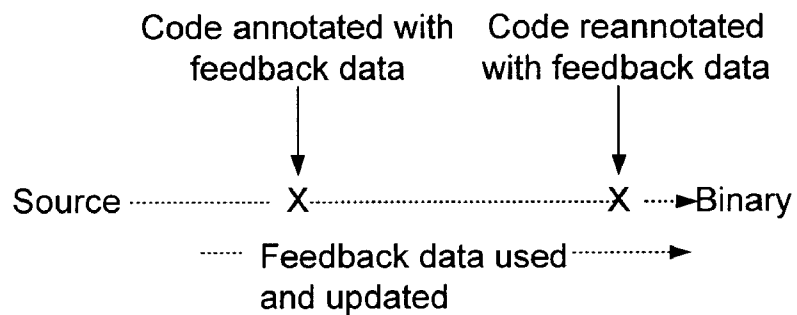 Code annotated with
feedback data
Code reannotated
with feedback data
Source X X Binary
Feedback data used
and updated